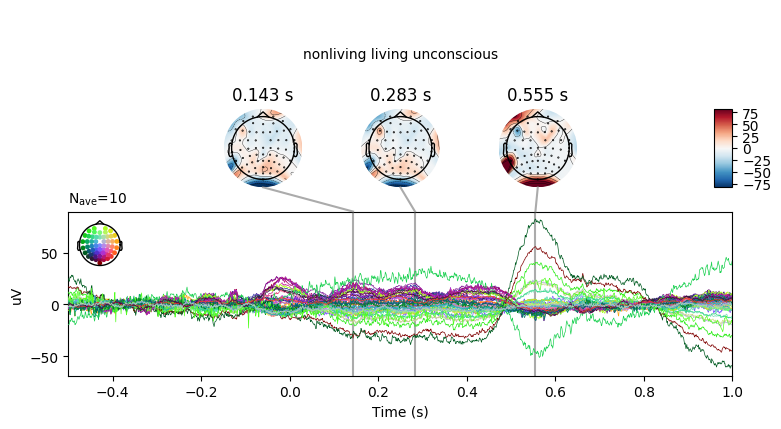 nonliving living unconscious
0.143 s 0.283 s 0.555 s
75
50
25
0
−25
−50
−75
Nave=10
50
0
−50
uV
−0.4 −0.2 0.0 0.2 0.4 0.6 0.8 1.0
Time (s)